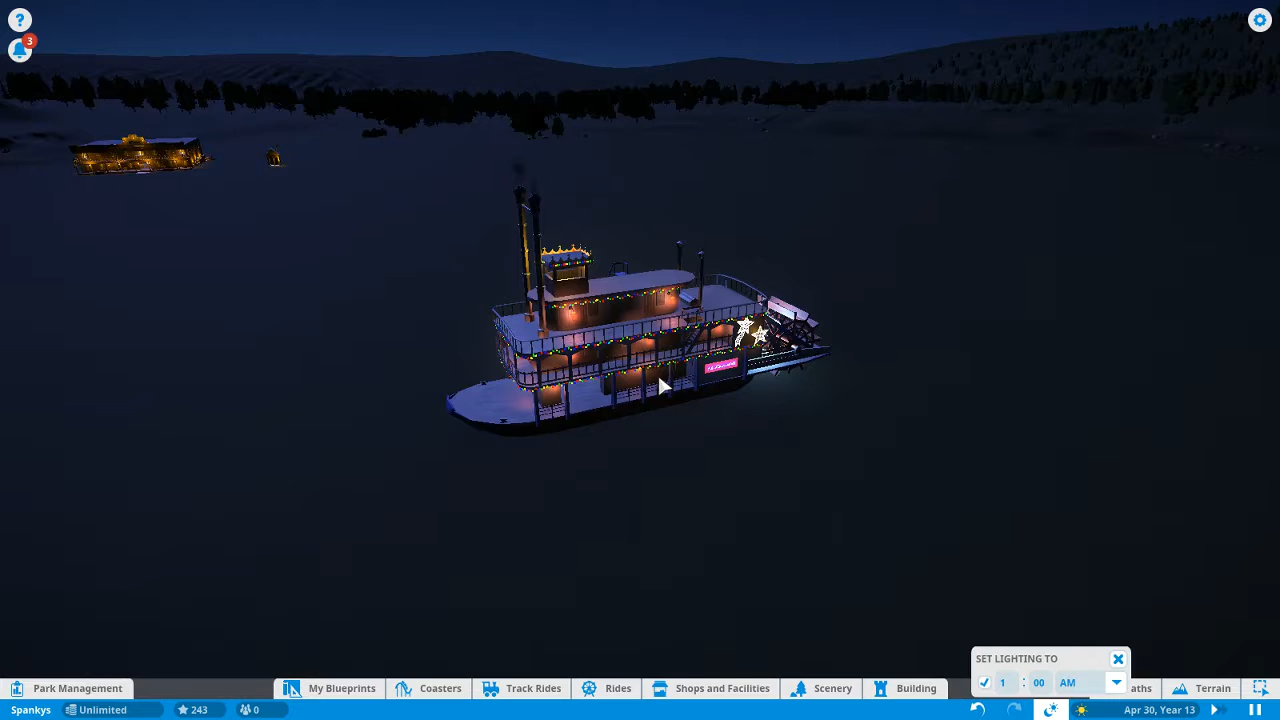 ?
3
SET LIGHTING TO
1 : 00 AM
Park Management
My Blueprints
Coasters
Track Rides
Rides
Shops and Facilities
Scenery
Building
aths
Terrain
Spankys
Unlimited
243
0
Apr 30, Year 13